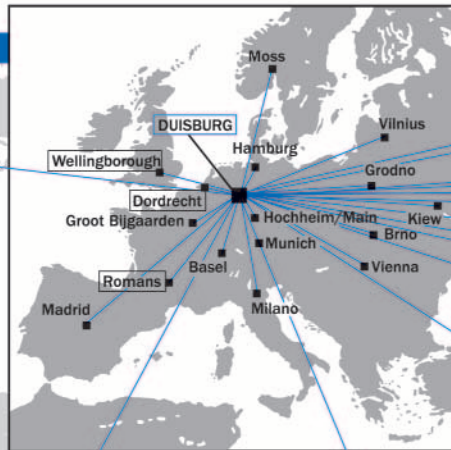 Moss
DUISBURG
Vilnius
Hamburg
Wellingborough
Grodno
Dordrecht
Groot Bijgaarden
Hochheim/Main
Kiew
Brno
Munich
Basel
Vienna
Romans
Madrid
Milano